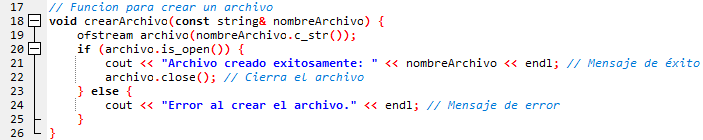 17 // Funcion para crear un archivo
18 void crearArchivo(const string& nombreArchivo) {
19 ofstream archivo(nombreArchivo.c_str());
20 if (archivo.is_open()) {
21 cout << "Archivo creado exitosamente: " << nombreArchivo << endl; // Mensaje de éxito
22 archivo.close(); // Cierra el archivo
23 } else {
24 cout << "Error al crear el archivo." << endl; // Mensaje de error
25 }
26 }